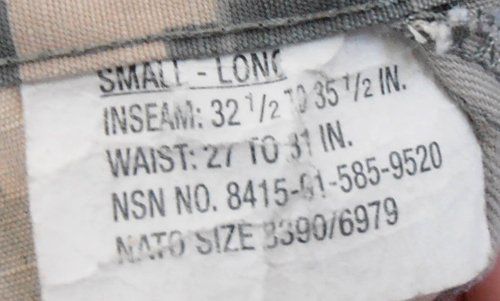 SMALL - LONG
INSEAM: 32 1/2 TO 35 1/2 IN.
WAIST: 27 TO 31 IN.
NSN NO. 8415-01-585-9520
NATO SIZE 8390/6979